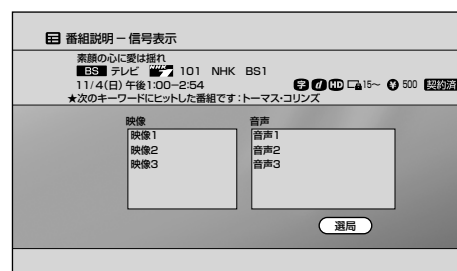 番組説明－信号表示
素顔の心に愛は揺れ
BS テレビ NHK 101 NHK BS1
11/4(日) 午後1:00−2:54 字 d HD 15〜 ¥ 500 契約済
★次のキーワードにヒットした番組です：トーマス・コリンズ
映像 音声
映像1 音声1
映像2 音声2
映像3 音声3
選局